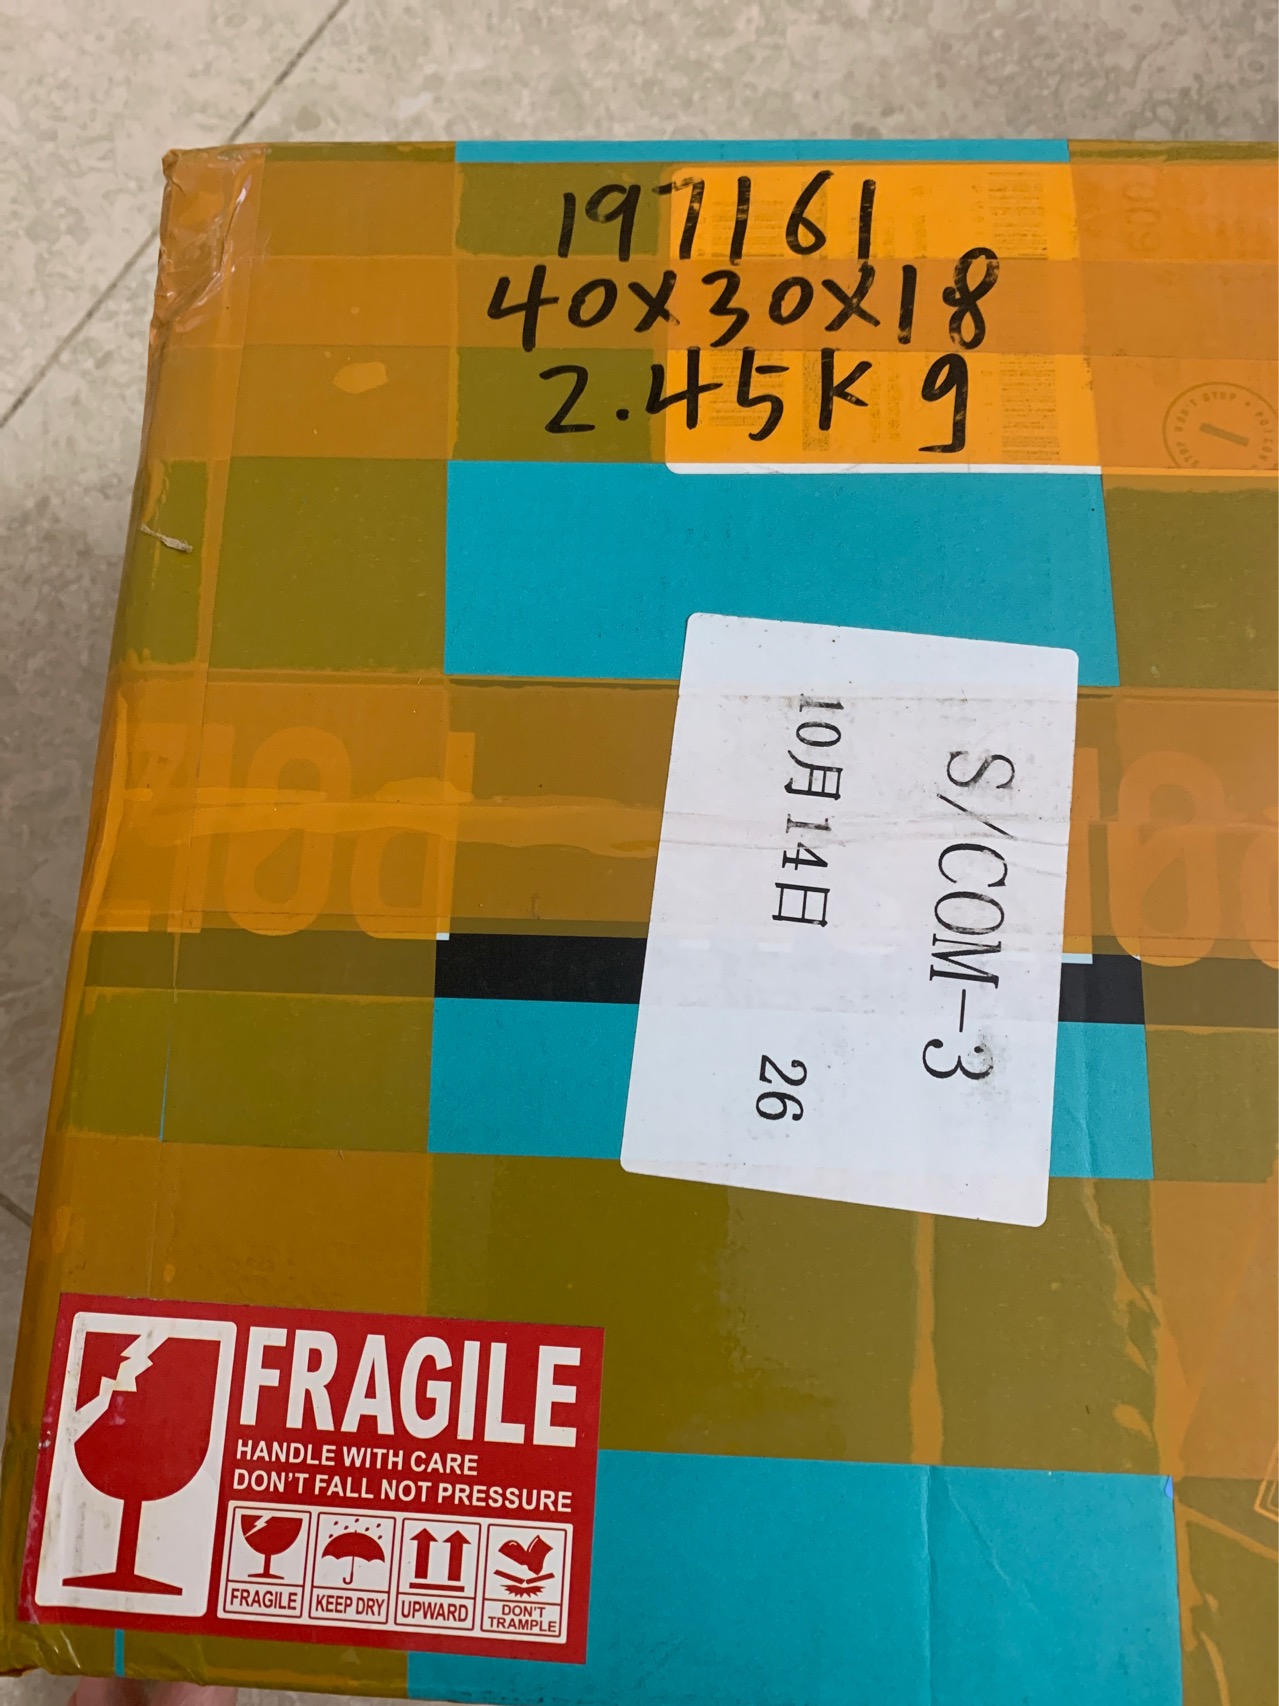 197161
40X30X18
2.45Kg
S/COM-3
10月14日 26
FRAGILE
HANDLE WITH CARE
DON'T FALL NOT PRESSURE
FRAGILE
KEEP DRY
UPWARD
DON'T
TRAMPLE